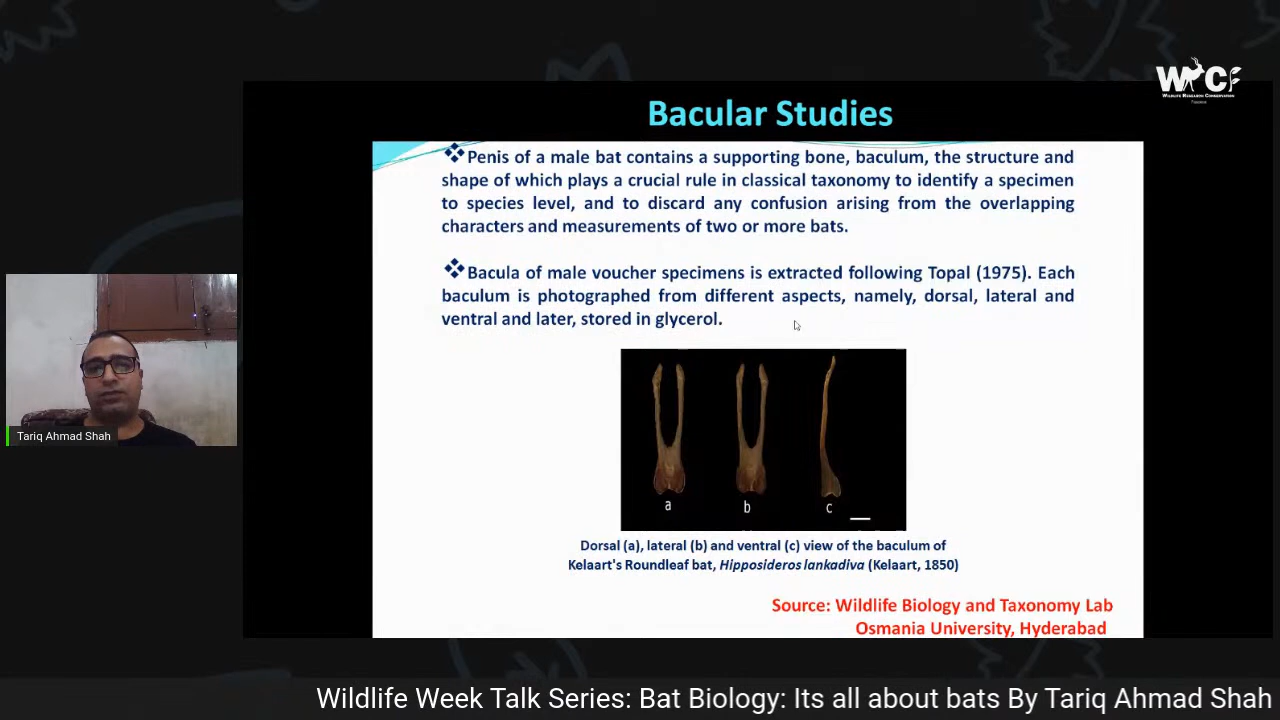 WRCF
WILDLIFE RESEARCH CONSERVATION
Bacular Studies
❖Penis of a male bat contains a supporting bone, baculum, the structure and
shape of which plays a crucial rule in classical taxonomy to identify a specimen
to species level, and to discard any confusion arising from the overlapping
characters and measurements of two or more bats.
❖Bacula of male voucher specimens is extracted following Topal (1975). Each
baculum is photographed from different aspects, namely, dorsal, lateral and
ventral and later, stored in glycerol.
a b c
Dorsal (a), lateral (b) and ventral (c) view of the baculum of
Kelaart's Roundleaf bat, Hipposideros lankadiva (Kelaart, 1850)
Source: Wildlife Biology and Taxonomy Lab
Osmania University, Hyderabad
Tariq Ahmad Shah
Wildlife Week Talk Series: Bat Biology: Its all about bats By Tariq Ahmad Shah